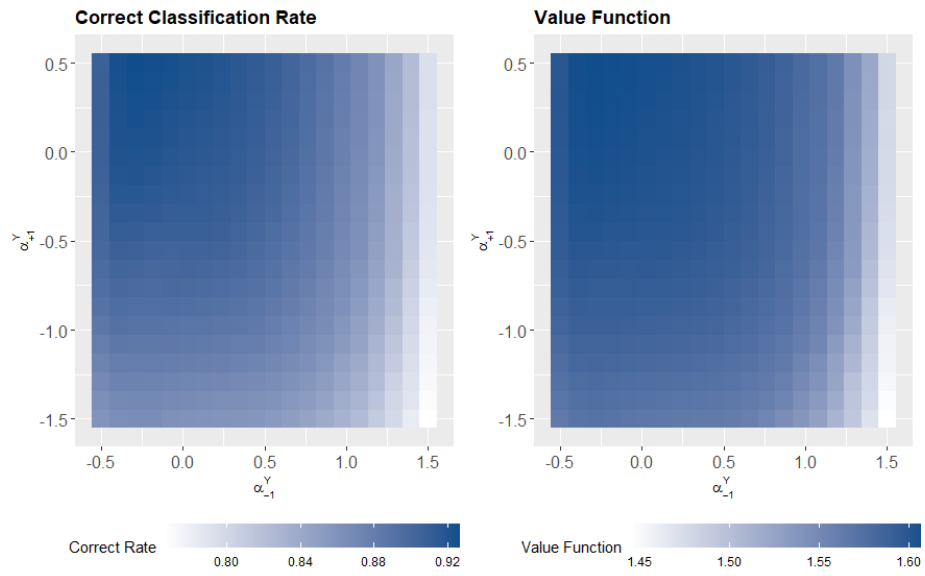 Correct Classification Rate
Value Function
0.5
0.0
-0.5
-1.0
-1.5
α^Y_{+1}
-0.5 0.0 0.5 1.0 1.5
α^Y_{-1}
0.5
0.0
-0.5
-1.0
-1.5
α^Y_{+1}
-0.5 0.0 0.5 1.0 1.5
α^Y_{-1}
Correct Rate
0.80 0.84 0.88 0.92
Value Function
1.45 1.50 1.55 1.60